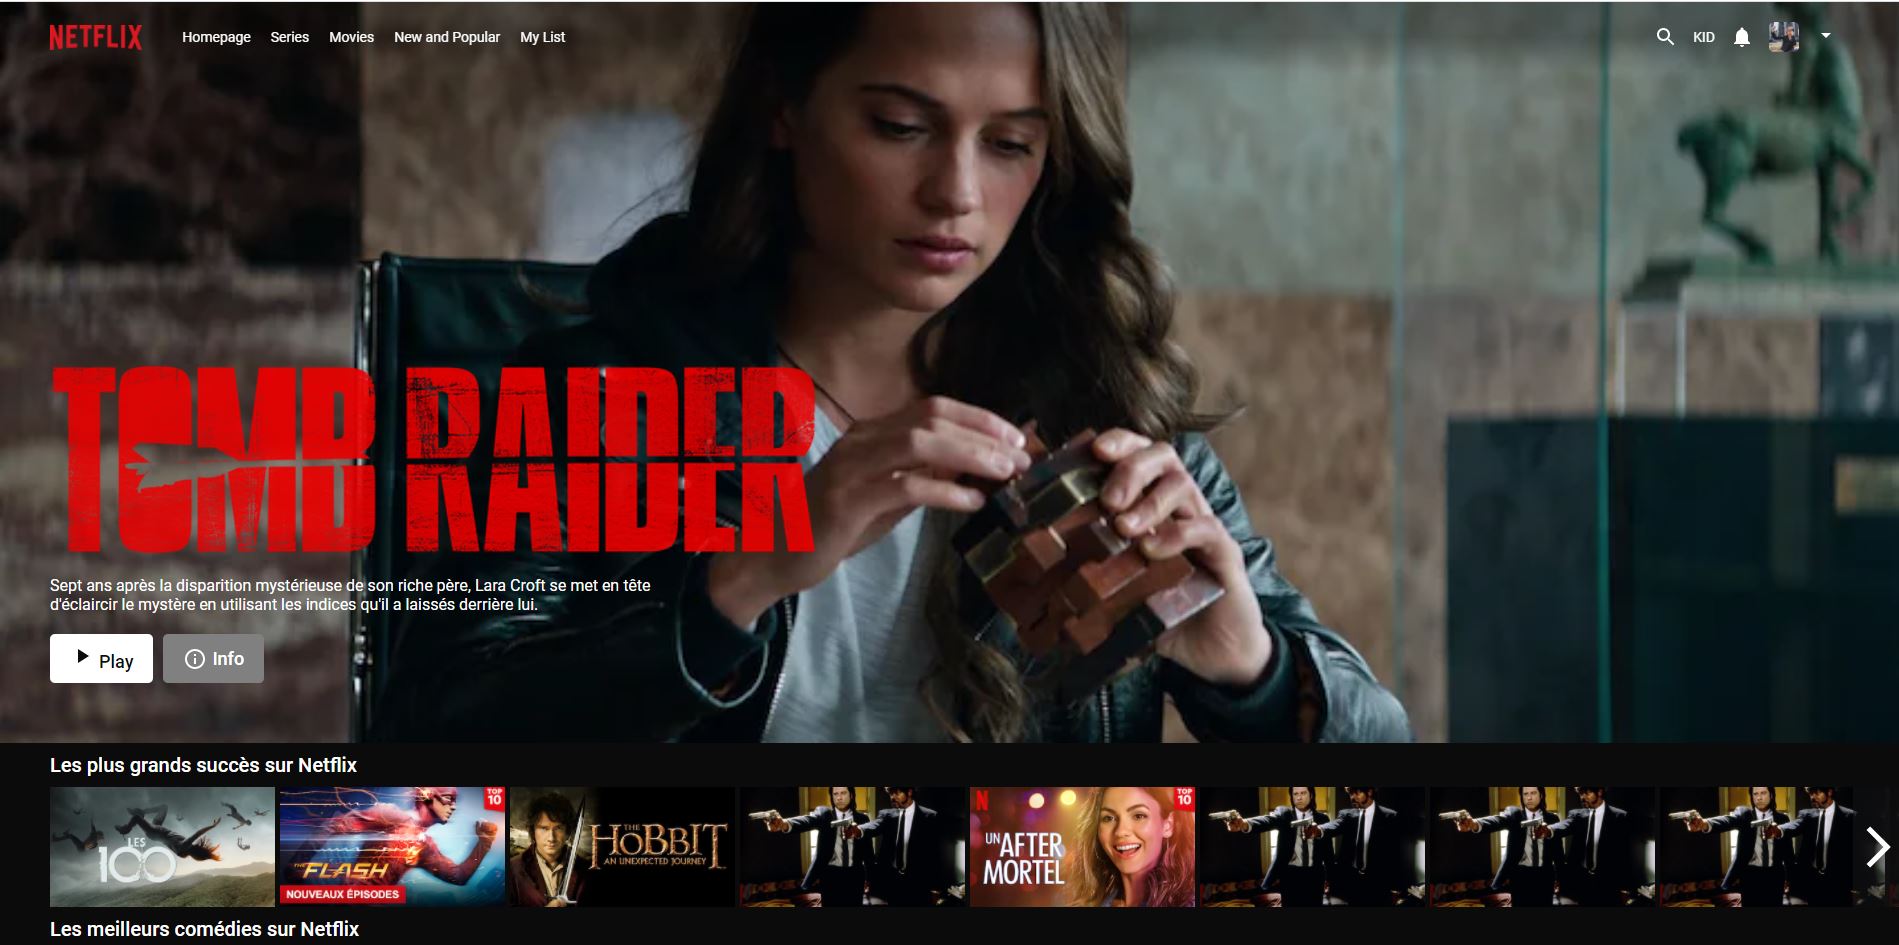 NETFLIX Homepage Series Movies New and Popular My List KID
TOMB RAIDER
Sept ans après la disparition mystérieuse de son riche père, Lara Croft se met en tête
d'éclaircir le mystère en utilisant les indices qu'il a laissés derrière lui.
Play Info
Les plus grands succès sur Netflix
LES
100
TOP
10
THE
FLASH
NOUVEAUX ÉPISODES
THE
HOBBIT
AN UNEXPECTED JOURNEY
N
TOP
10
UN AFTER
MORTEL
Les meilleurs comédies sur Netflix